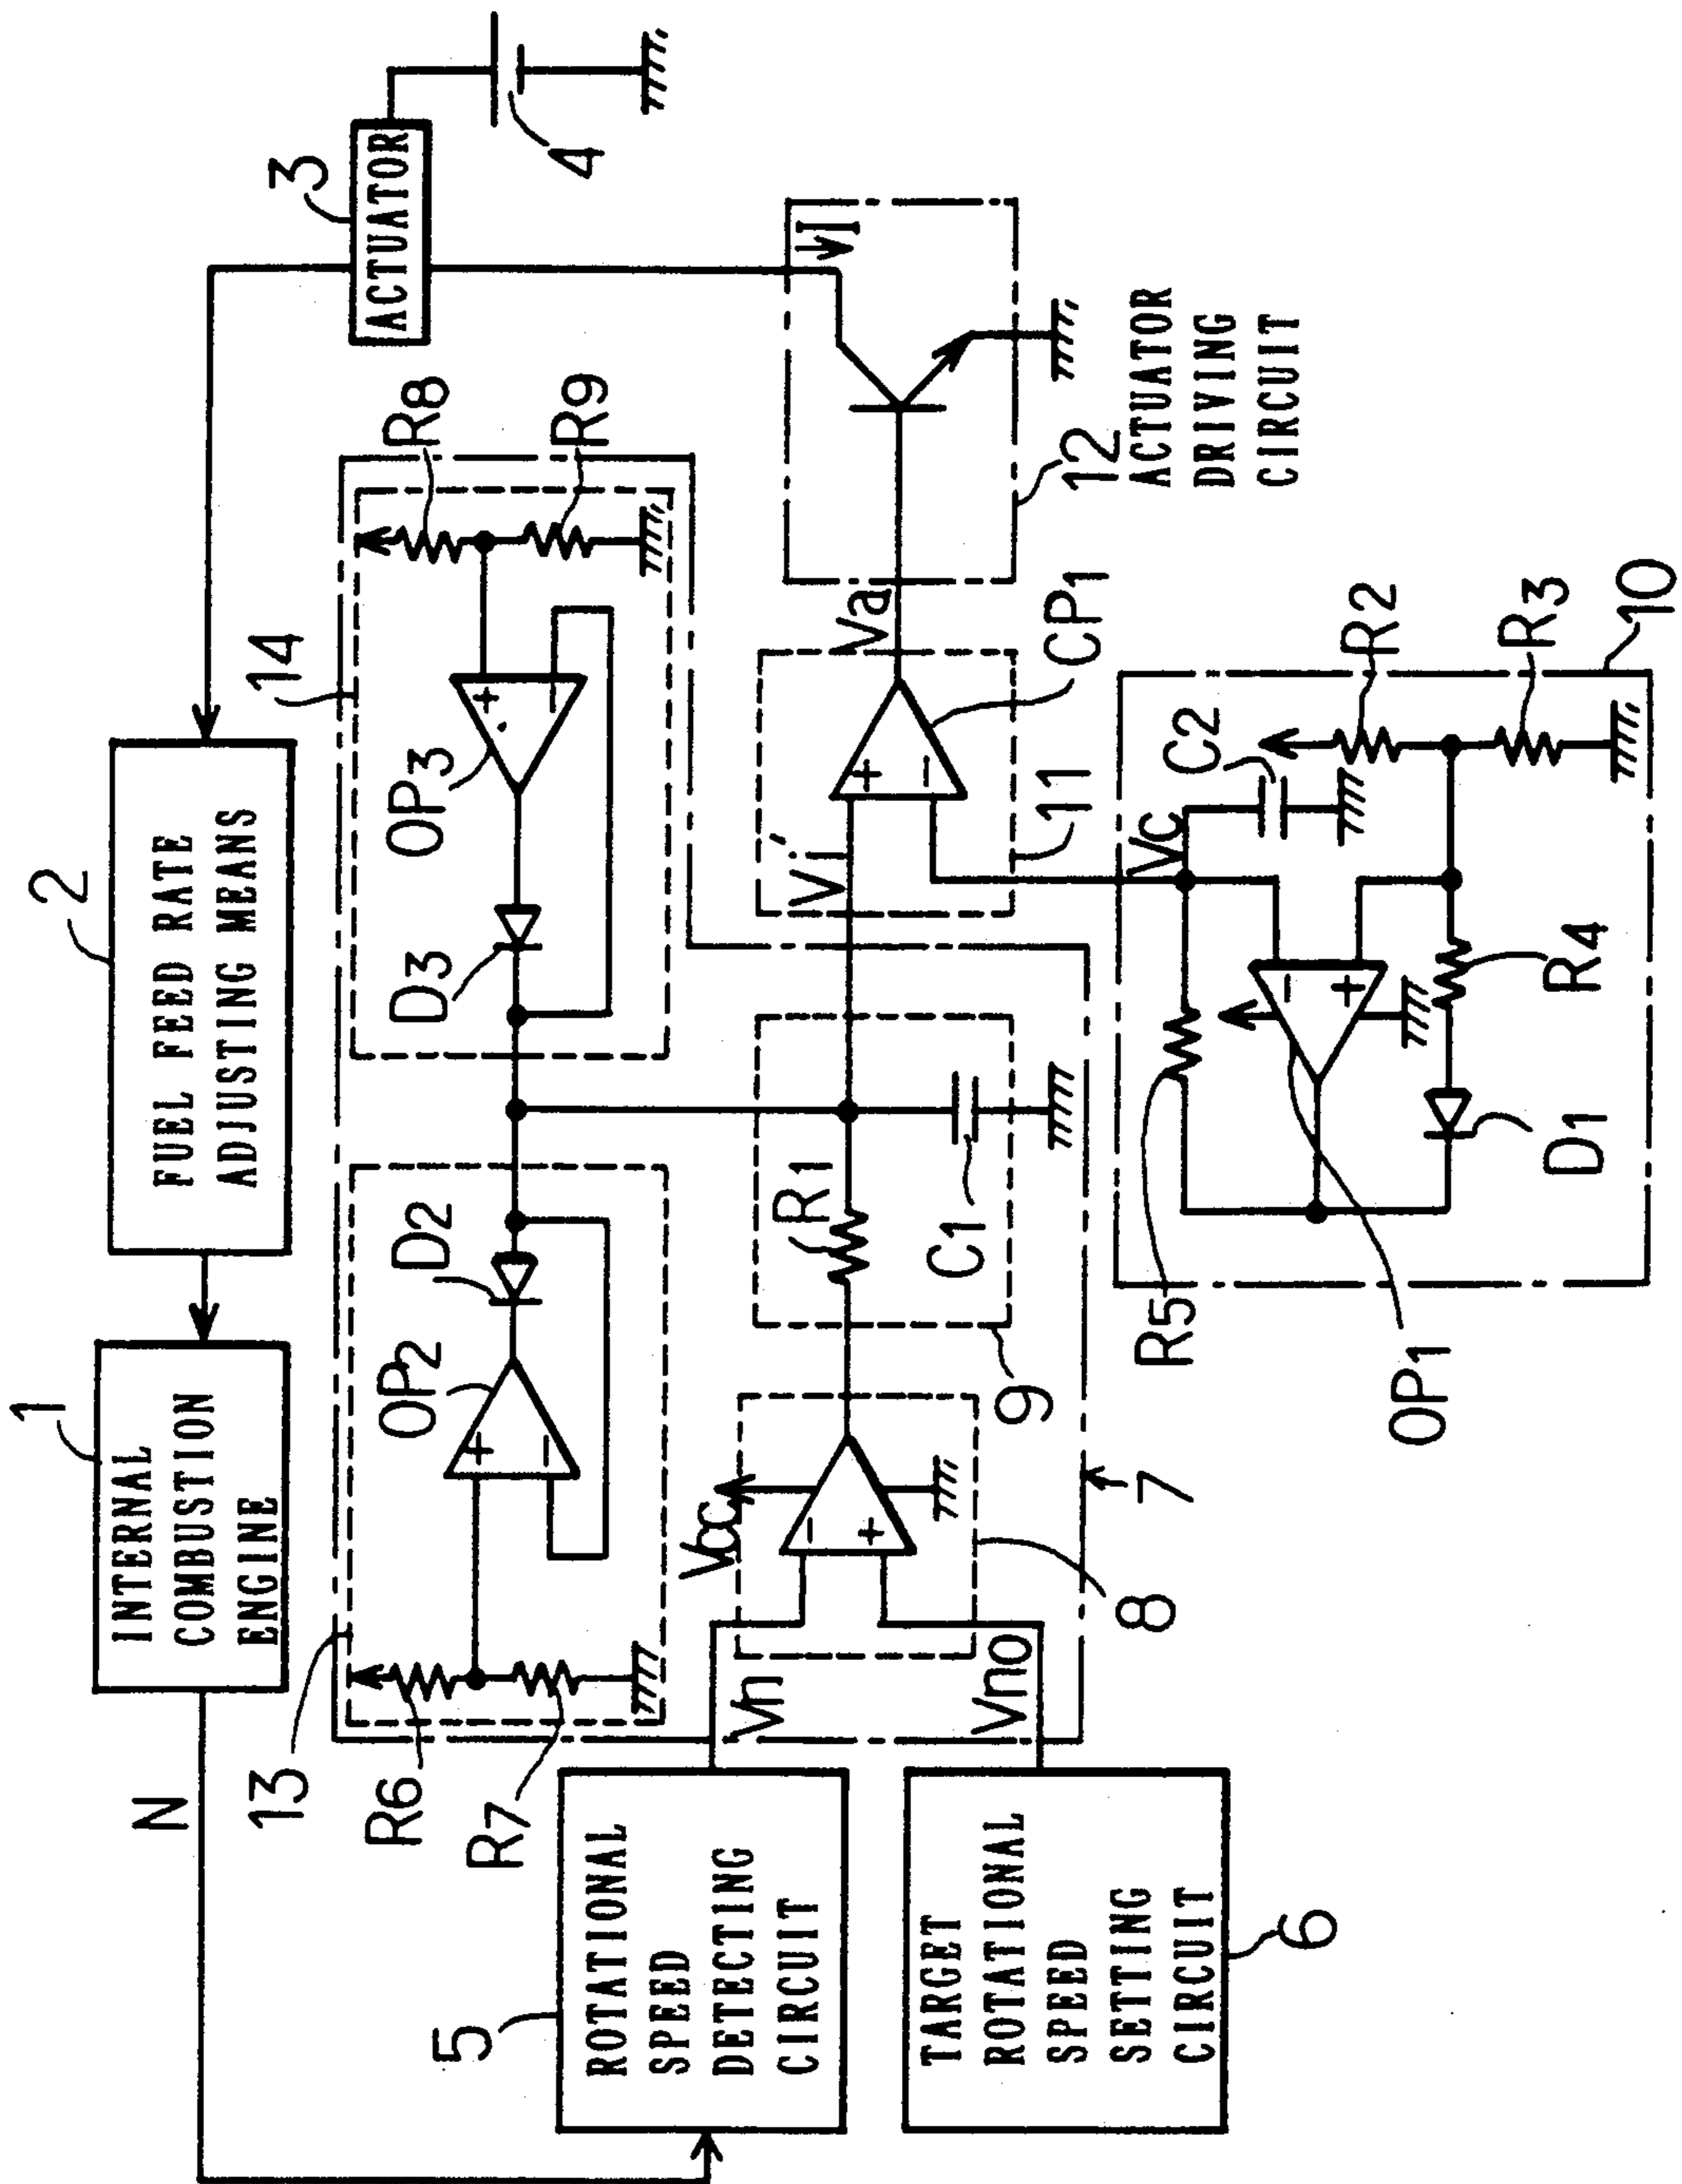 1
INTERNAL
COMBUSTION
ENGINE
2
FUEL FEED RATE
ADJUSTING MEANS
3
ACTUATOR
4
N
13
R6
R7
OP2
D2
14
D3
OP3
R8
R9
5
ROTATIONAL
SPEED
DETECTING
CIRCUIT
Vn
Vcc
Vno
TARGET
ROTATIONAL
SPEED
SETTING
CIRCUIT
6
8
7
9
R1
C1
Vi'
11
CP1
Va
I
12
ACTUATOR
DRIVING
CIRCUIT
10
Vc
C2
R2
R3
R4
R5
OP1
D1